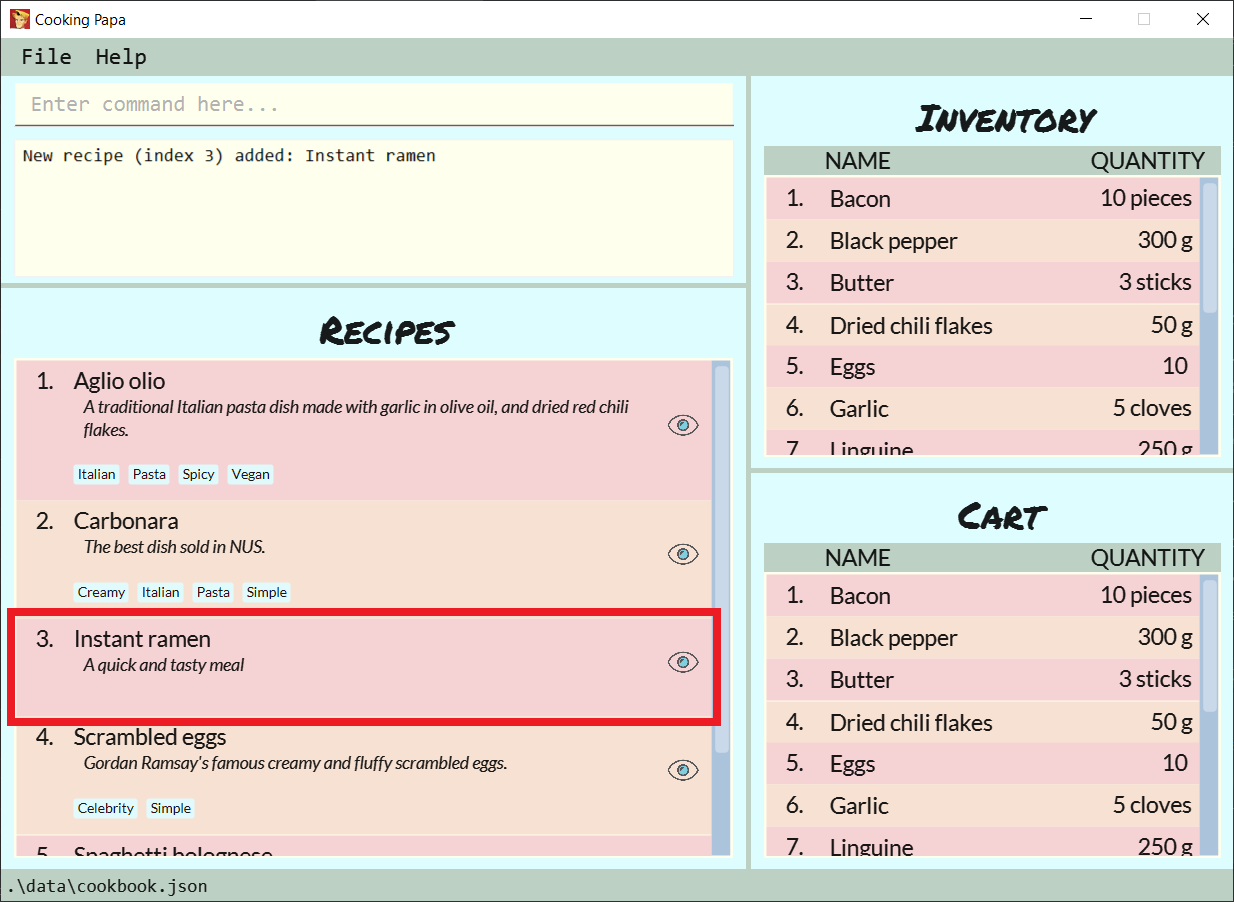 Cooking Papa
File Help
Enter command here...
New recipe (index 3) added: Instant ramen
Recipes
1. Aglio olio
A traditional Italian pasta dish made with garlic in olive oil, and dried red chili
flakes.
Italian Pasta Spicy Vegan
2. Carbonara
The best dish sold in NUS.
Creamy Italian Pasta Simple
3. Instant ramen
A quick and tasty meal
4. Scrambled eggs
Gordan Ramsay's famous creamy and fluffy scrambled eggs.
Celebrity Simple
5. Spaghetti bolognese
Inventory
NAME QUANTITY
1. Bacon 10 pieces
2. Black pepper 300 g
3. Butter 3 sticks
4. Dried chili flakes 50 g
5. Eggs 10
6. Garlic 5 cloves
7. Linguine 250 g
Cart
NAME QUANTITY
1. Bacon 10 pieces
2. Black pepper 300 g
3. Butter 3 sticks
4. Dried chili flakes 50 g
5. Eggs 10
6. Garlic 5 cloves
7. Linguine 250 g
.\data\cookbook.json